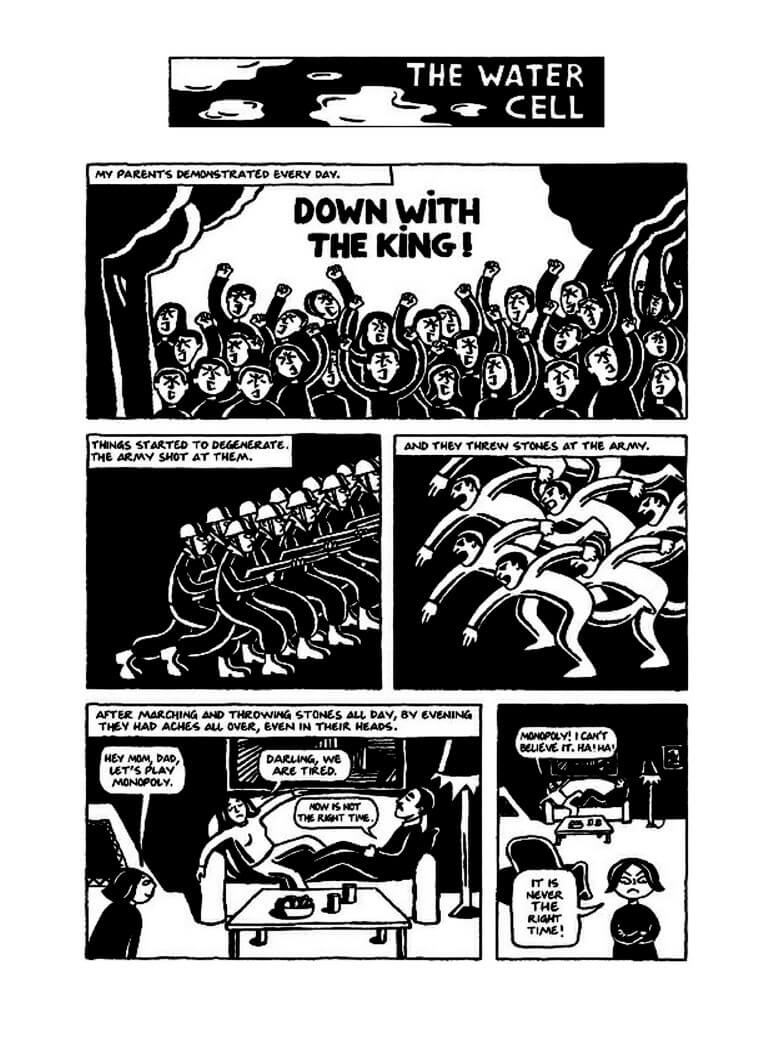 THE WATER
CELL
MY PARENTS DEMONSTRATED EVERY DAY.
DOWN WiTH
THE KiNG!
THINGS STARTED TO DEGENERATE.
THE ARMY SHOT AT THEM.
AND THEY THREW STONES AT THE ARMY.
AFTER MARCHING AND THROWING STONES ALL DAY, BY EVENING
THEY HAD ACHES ALL OVER, EVEN IN THEIR HEADS.
HEY MOM, DAD,
LET'S PLAY
MONOPOLY.
DARLING, WE
ARE TIRED.
NOW IS NOT
THE RIGHT TIME.
MONOPOLY! I CAN'T
BELIEVE IT. HA! HA!
IT IS
NEVER
THE
RIGHT
TIME!